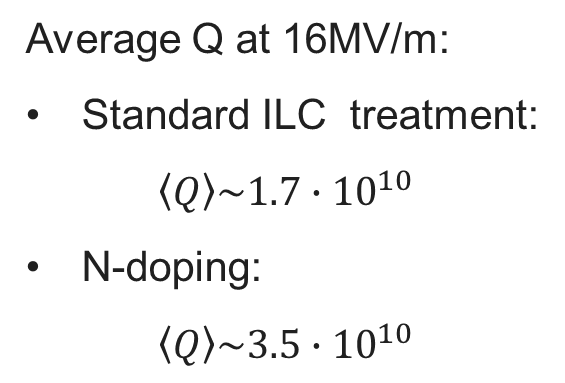 Average Q at 16MV/m:
• Standard ILC treatment:
⟨Q⟩~1.7 · 10¹⁰
• N-doping:
⟨Q⟩~3.5 · 10¹⁰